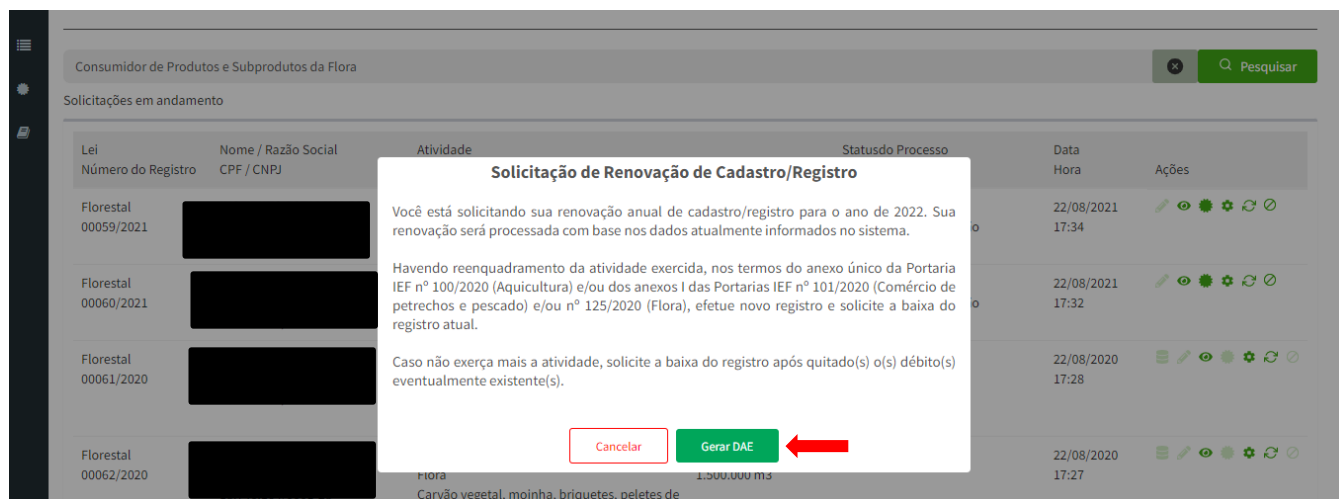 Consumidor de Produtos e Subprodutos da Flora
Pesquisar
Solicitações em andamento
Lei
Número do Registro
Nome / Razão Social
CPF / CNPJ
Atividade
Statusdo Processo
Data
Hora
Ações
Solicitação de Renovação de Cadastro/Registro
Você está solicitando sua renovação anual de cadastro/registro para o ano de 2022. Sua
renovação será processada com base nos dados atualmente informados no sistema.
Havendo reenquadramento da atividade exercida, nos termos do anexo único da Portaria
IEF nº 100/2020 (Aquicultura) e/ou dos anexos I das Portarias IEF nº 101/2020 (Comércio de
petrechos e pescado) e/ou nº 125/2020 (Flora), efetue novo registro e solicite a baixa do
registro atual.
Caso não exerça mais a atividade, solicite a baixa do registro após quitado(s) o(s) débito(s)
eventualmente existente(s).
Cancelar
Gerar DAE
Florestal
00059/2021
o
22/08/2021
17:34
Florestal
00060/2021
o
22/08/2021
17:32
Florestal
00061/2020
22/08/2020
17:28
Florestal
00062/2020
Flora
1.500.000 m3
22/08/2020
17:27
Carvão vegetal, moinha, briquetes, peletes de